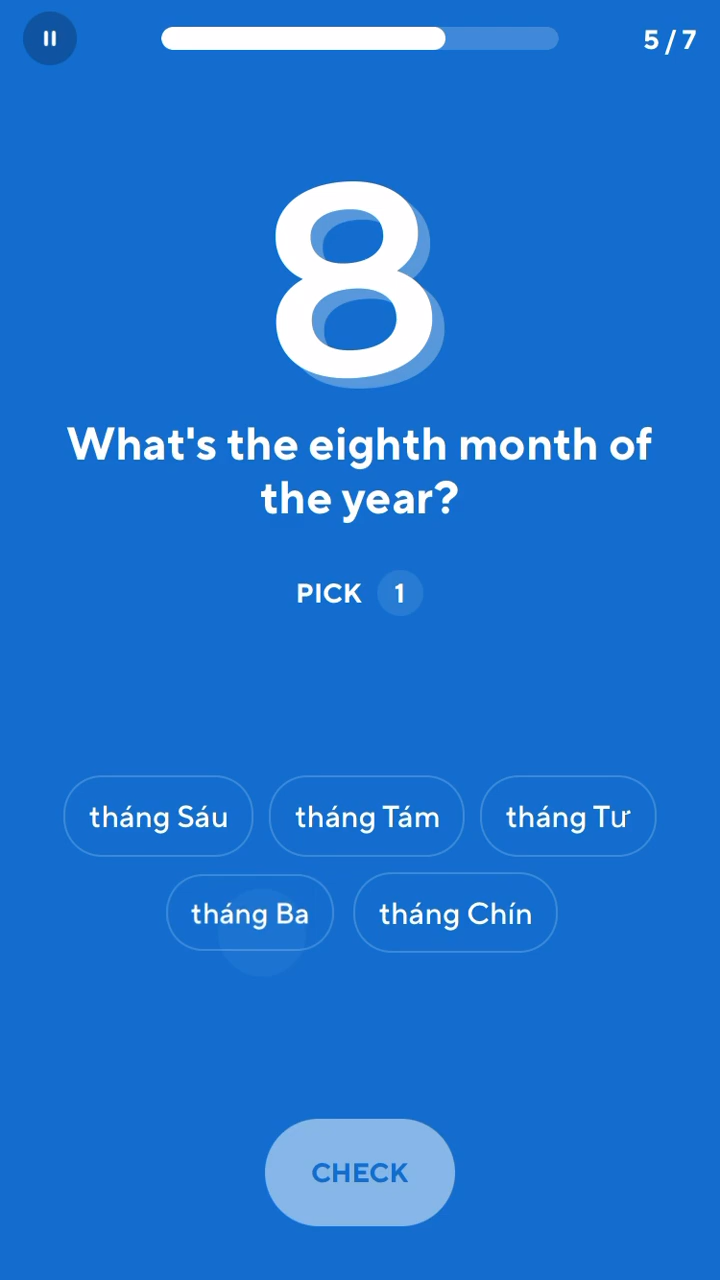 5 / 7
8
What's the eighth month of
the year?
PICK 1
tháng Sáu tháng Tám tháng Tư
tháng Ba tháng Chín
CHECK